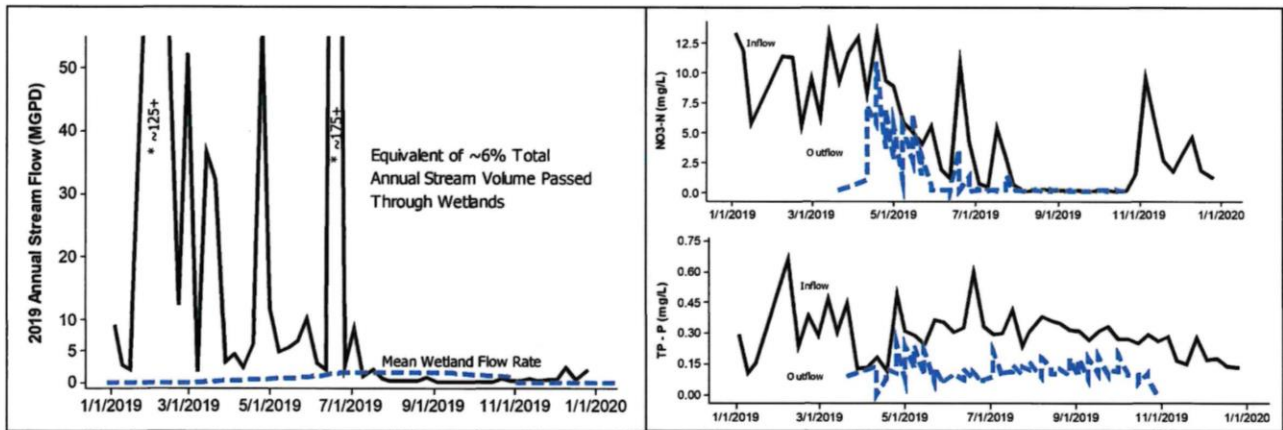 2019 Annual Stream Flow (MGPD)
50
40
30
20
10
5
0
* ~125+
* ~175+
Equivalent of ~6% Total
Annual Stream Volume Passed
Through Wetlands
Mean Wetland Flow Rate
1/1/2019 3/1/2019 5/1/2019 7/1/2019 9/1/2019 11/1/2019 1/1/2020
NO3-N (mg/L)
12.5
10.0
7.5
5.0
2.5
0.0
Inflow
Outflow
1/1/2019 3/1/2019 5/1/2019 7/1/2019 9/1/2019 11/1/2019 1/1/2020
TP - P (mg/L)
0.75
0.60
0.45
0.30
0.15
0.00
Inflow
Outflow
1/1/2019 3/1/2019 5/1/2019 7/1/2019 9/1/2019 11/1/2019 1/1/2020